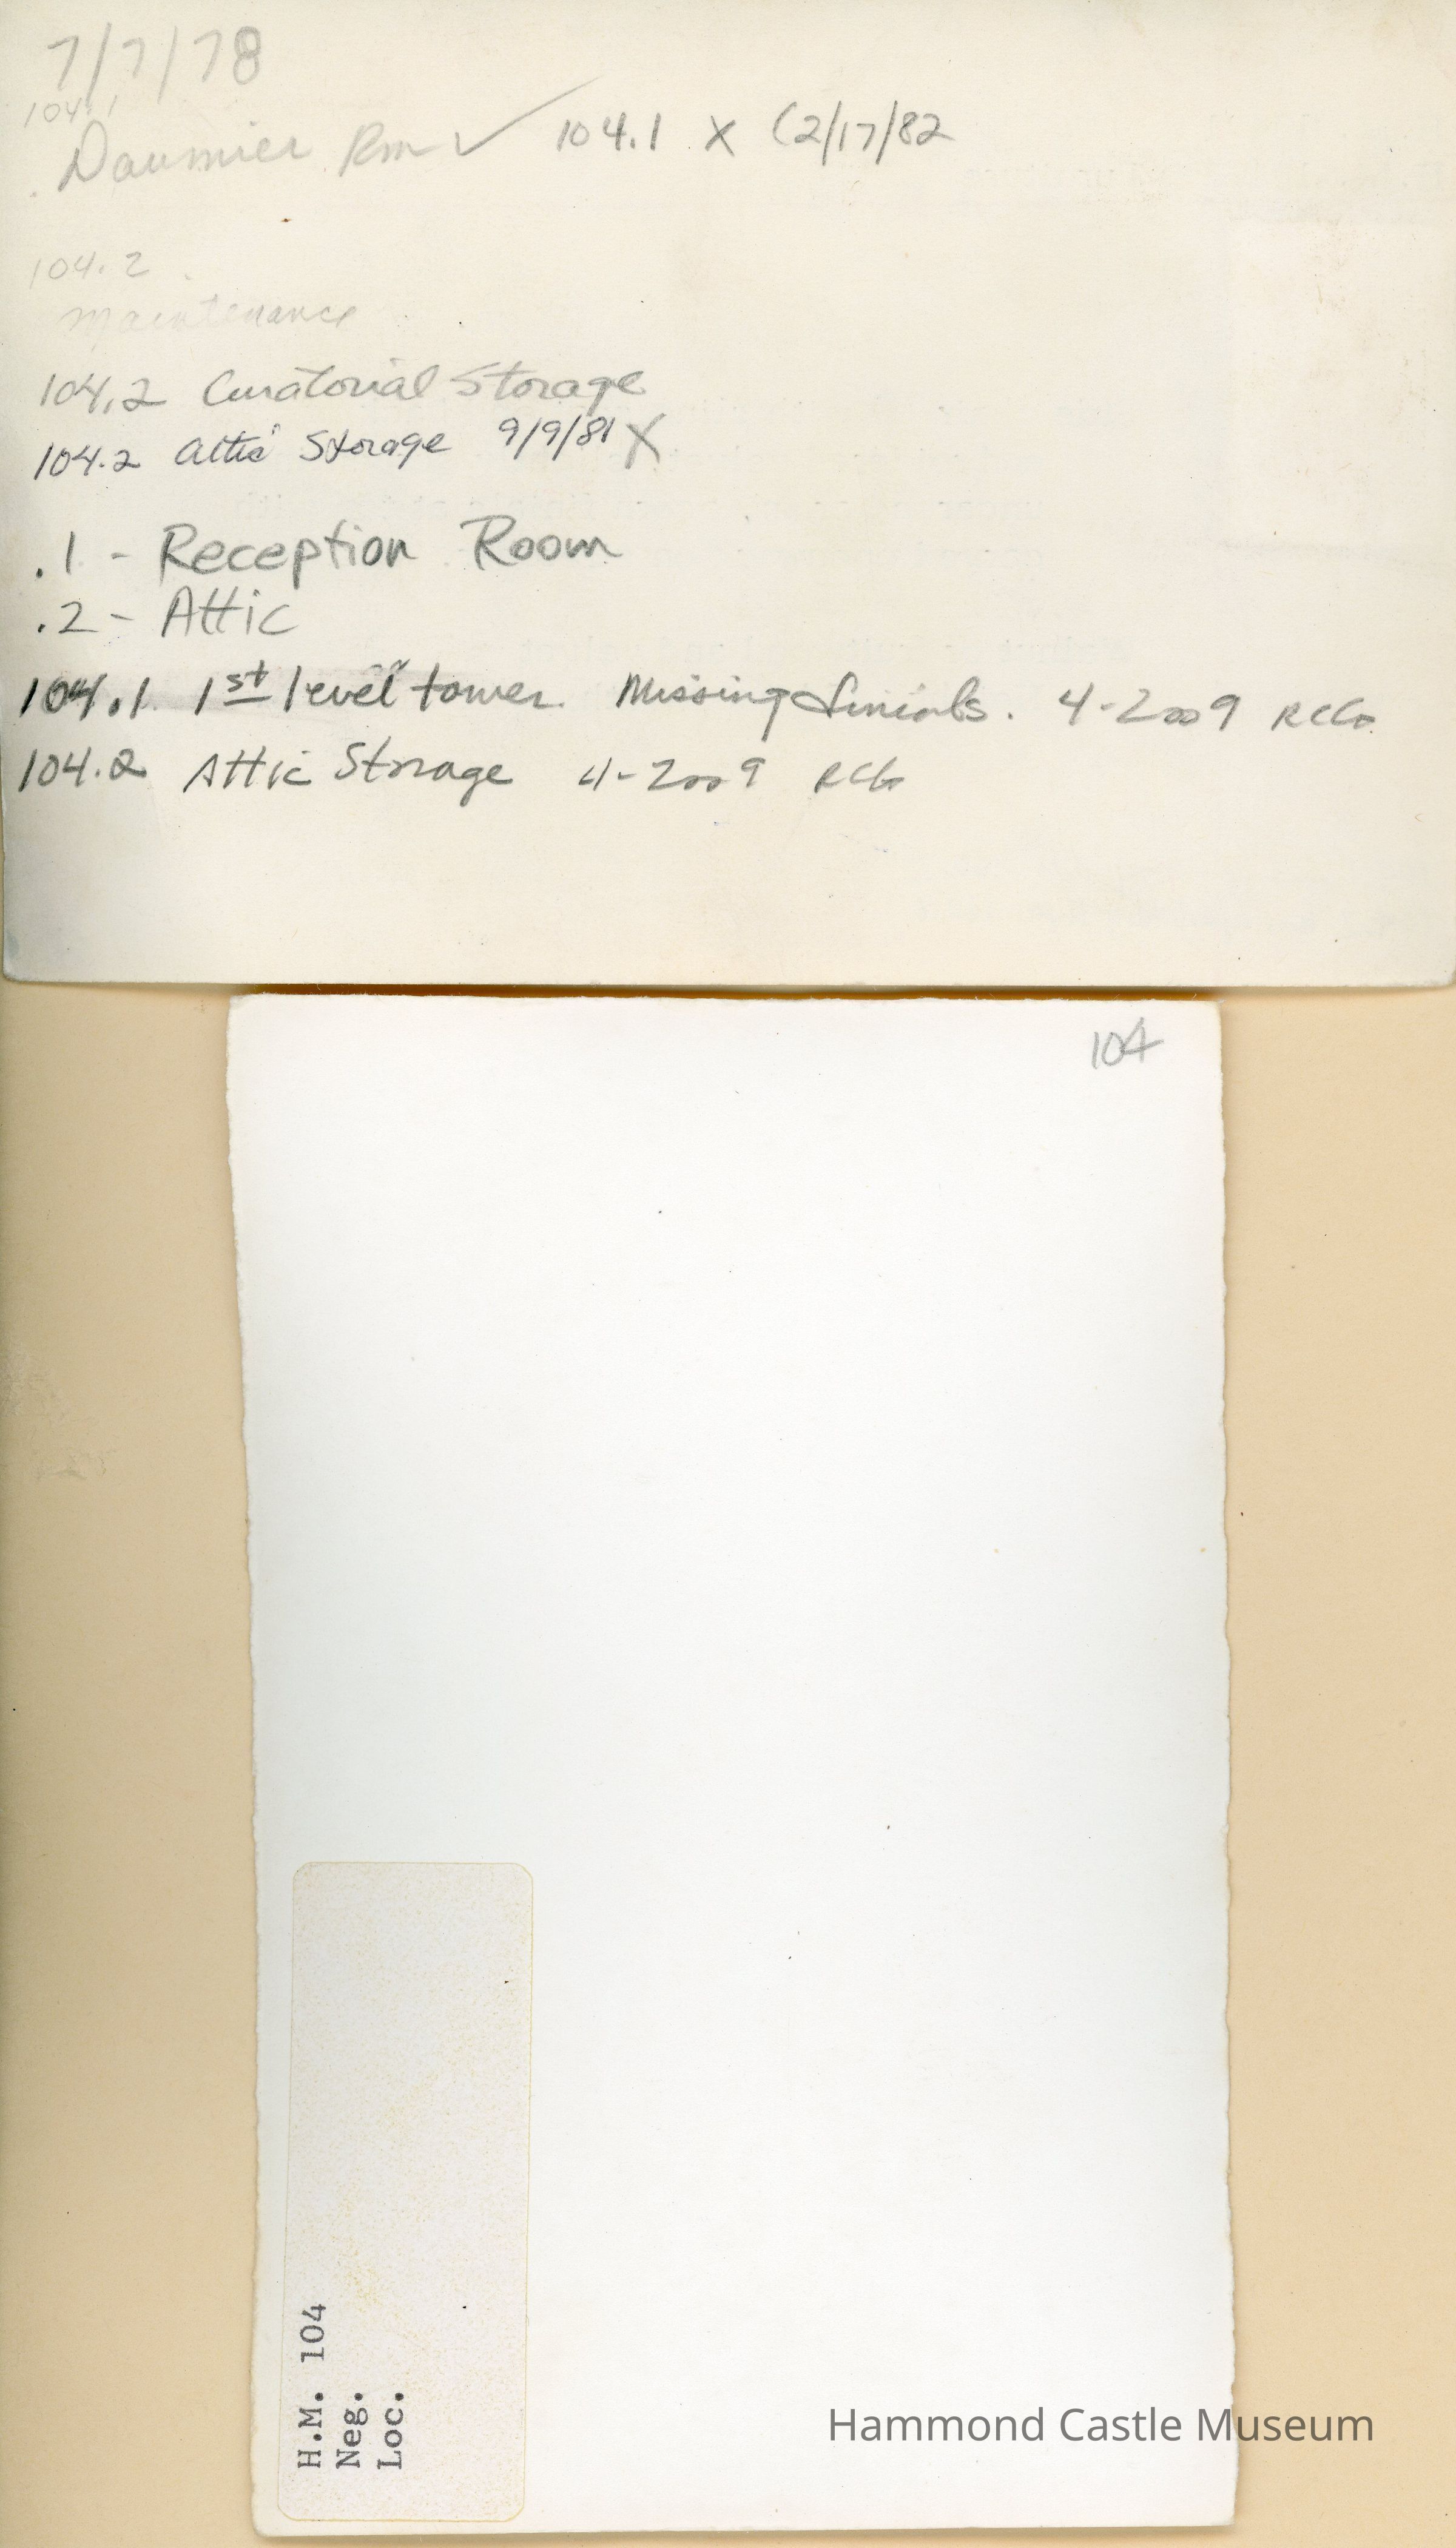 7/7/78
104.1
Daumier Rm ✓ 104.1 X (2/17/82
104.2
Maintenance
104.2 Curatorial Storage
104.2 Attic Storage 9/9/81 X
.1 - Reception Room
.2 - Attic
104.1 1st level tower Missing finials. 4-2009 RCG
104.2 Attic Storage 4-2009 RCG
104
H.M. 104
Neg.
Loc.
Hammond Castle Museum